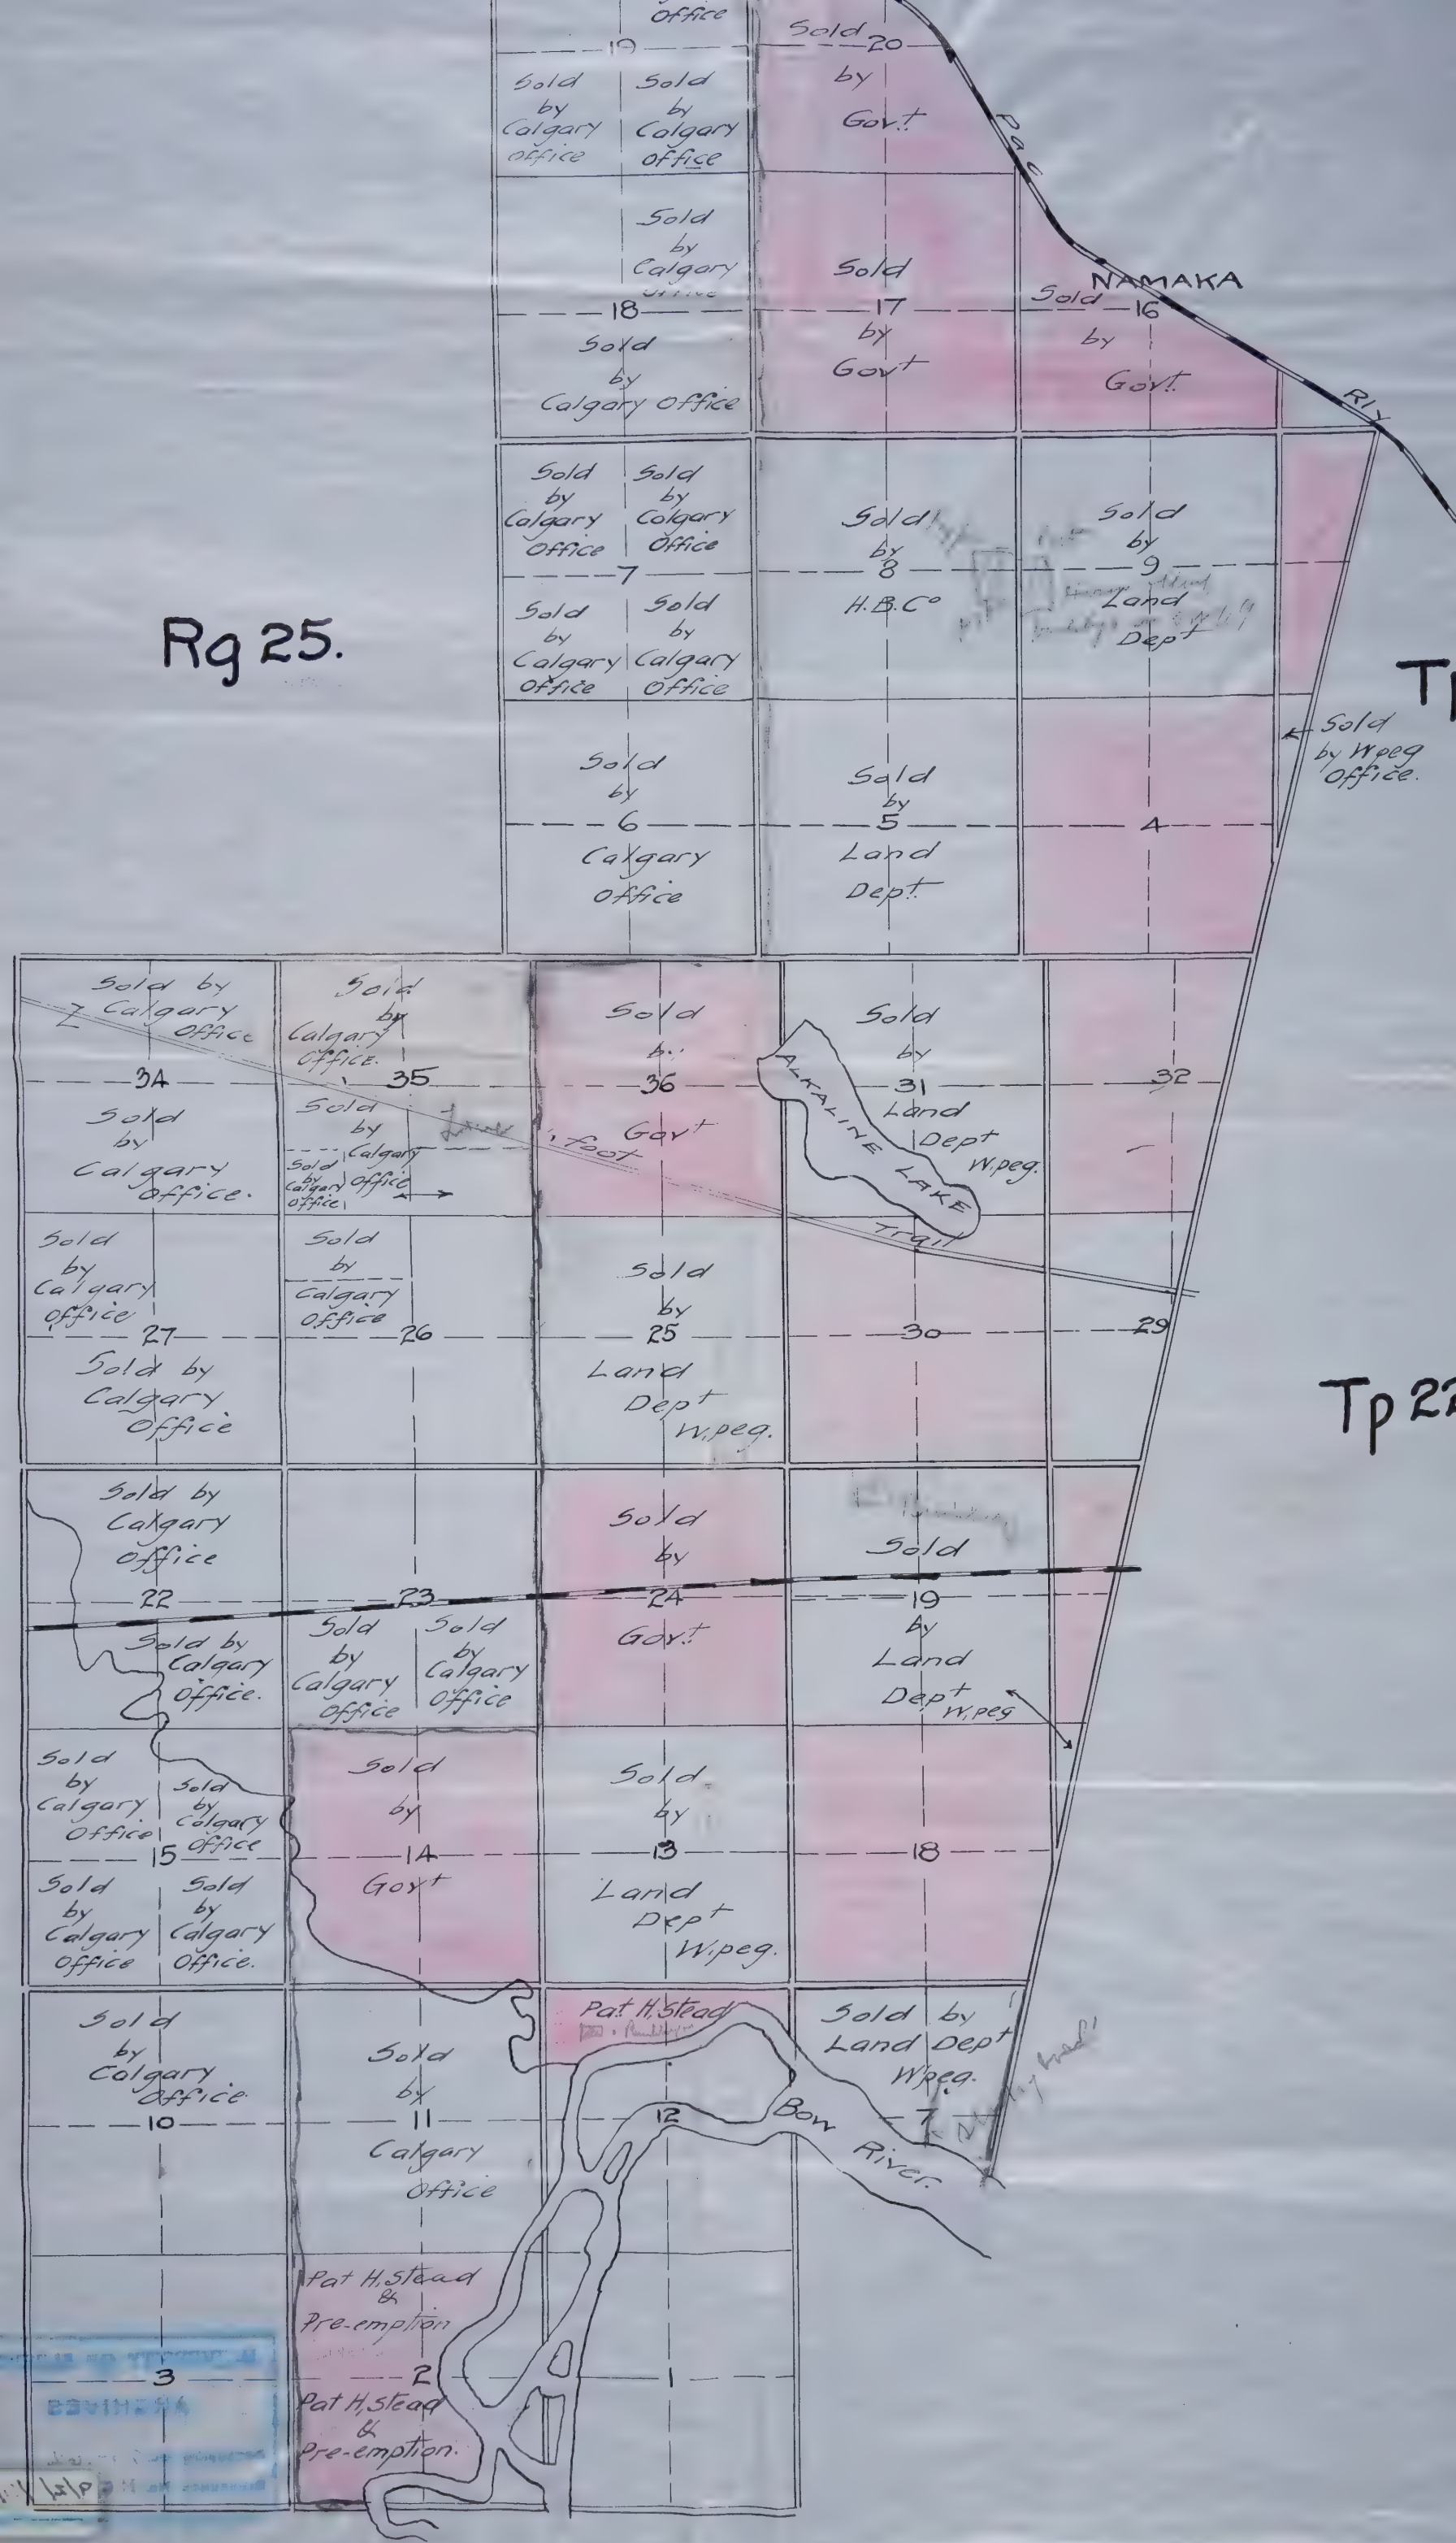 Office
19
Sold
by
Calgary
office
Sold
by
Calgary
office
Sold
20
by
Gov.t
Pac
Sold
by
Calgary
office
18
Sold
by
Calgary Office
Sold
17
by
Gov.t
NAMAKA
Sold
16
by
Gov.t
Rly
Sold
by
Calgary
Office
Sold
by
Calgary
Office
7
Sold
by
Calgary
Office
Sold
by
Calgary
Office
Sold
by
8
H.B.Co
Sold
by
9
Land
Dept
Rg 25.
Tp
Sold
by Wpeg
Office.
Sold
by
6
Calgary
Office
Sold
by
5
Land
Dept.
4
Sold by
Calgary
Office
34
Sold
by
Calgary
Office.
Sold
by
Calgary
Office.
35
Sold
by
Calgary
Office
Sold
by
Calgary
Office
Sold
36
Gov.t
foot
ALKALINE LAKE
Sold
by
31
Land
Dept
W.peg.
32
Trail
Sold
by
Calgary
Office
27
Sold by
Calgary
Office
Sold
by
Calgary
Office
26
Sold
by
25
Land
Dept
W.peg.
30
29
Tp 22
Sold by
Calgary
Office
22
Sold by
Calgary
Office.
23
Sold
by
Calgary
Office
Sold
by
Calgary
Office
Sold
by
24
Gov.t
Sold
19
by
Land
Dept
W.peg
Sold
by
Calgary
Office
Sold
by
Calgary
Office
15
Sold
by
Calgary
Office
Sold
by
Calgary
Office.
Sold
by
14
Gov.t
Sold
by
13
Land
Dept
W.peg.
18
Sold
by
Calgary
Office
10
Sold
by
11
Calgary
Office
Pat H.stead
12
Bow
River.
Sold by
Land Dept
Wpeg.
7
3
Pat H.stead
&
Pre-emption
2
Pat H.stead
&
Pre-emption.
1
ARCHIVES